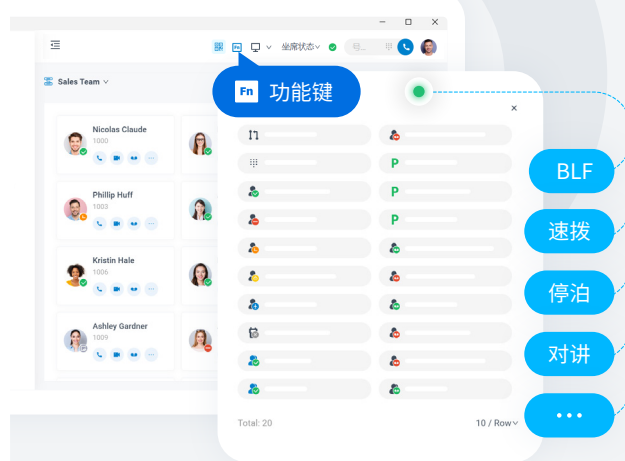 Fn
坐席状态
Sales Team
Fn 功能键
Nicolas Claude
1000
P
BLF
P
Phillip Huff
1003
P
速拨
Kristin Hale
1006
停泊
Ashley Gardner
1009
对讲
Total: 20
10 / Row
...